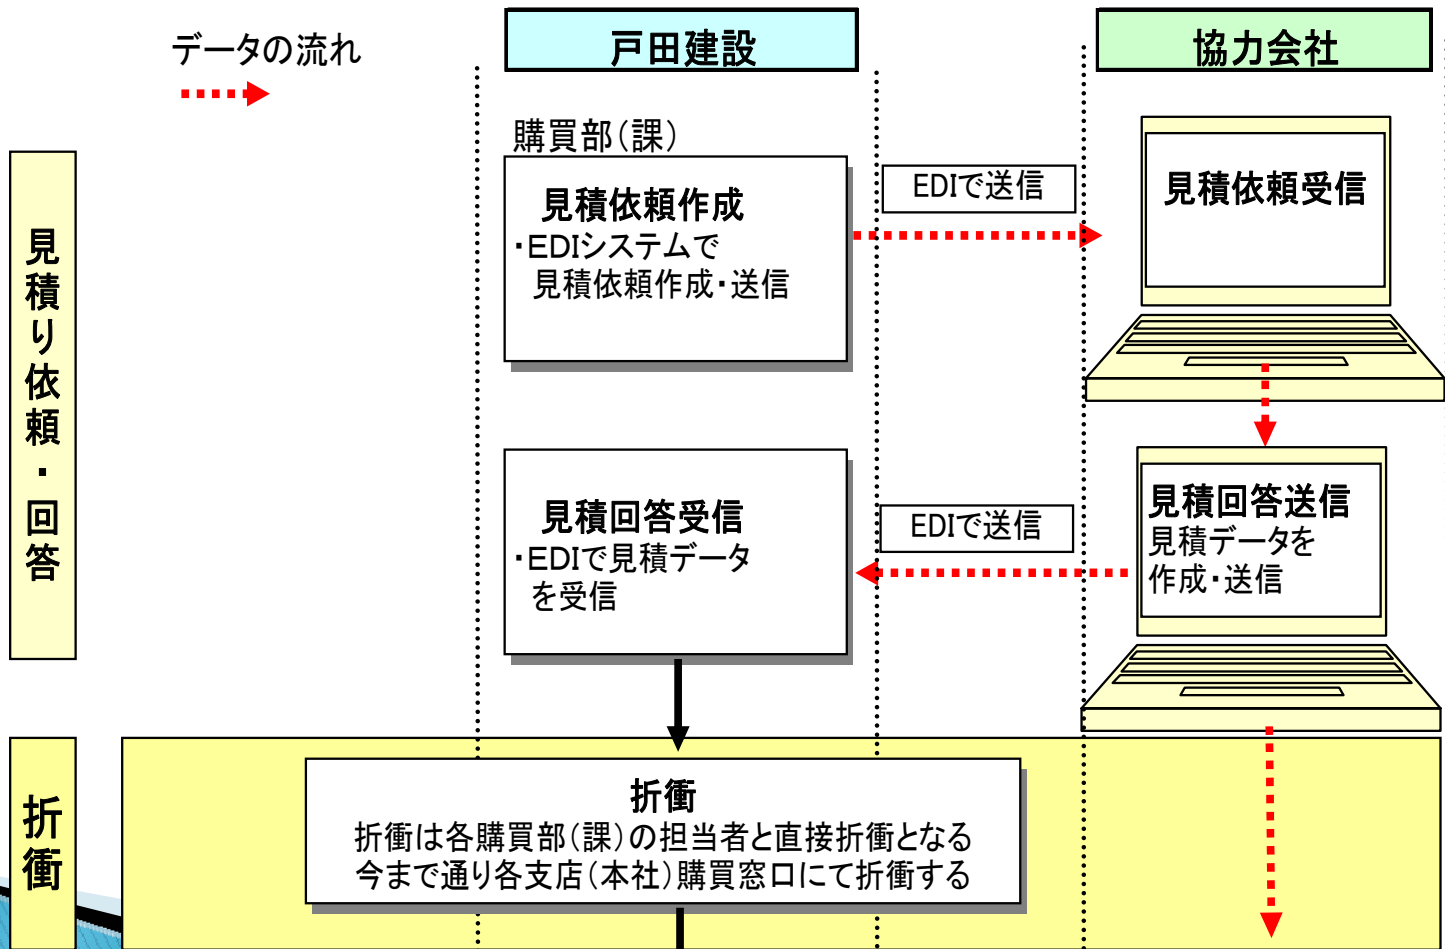 データの流れ
戸田建設
協力会社
購買部(課)
見積り依頼・回答
見積依頼作成
・EDIシステムで
見積依頼作成・送信
EDIで送信
見積依頼受信
見積回答受信
・EDIで見積データ
を受信
EDIで送信
見積回答送信
見積データを
作成・送信
折衝
折衝
折衝は各購買部(課)の担当者と直接折衝となる
今まで通り各支店(本社)購買窓口にて折衝する